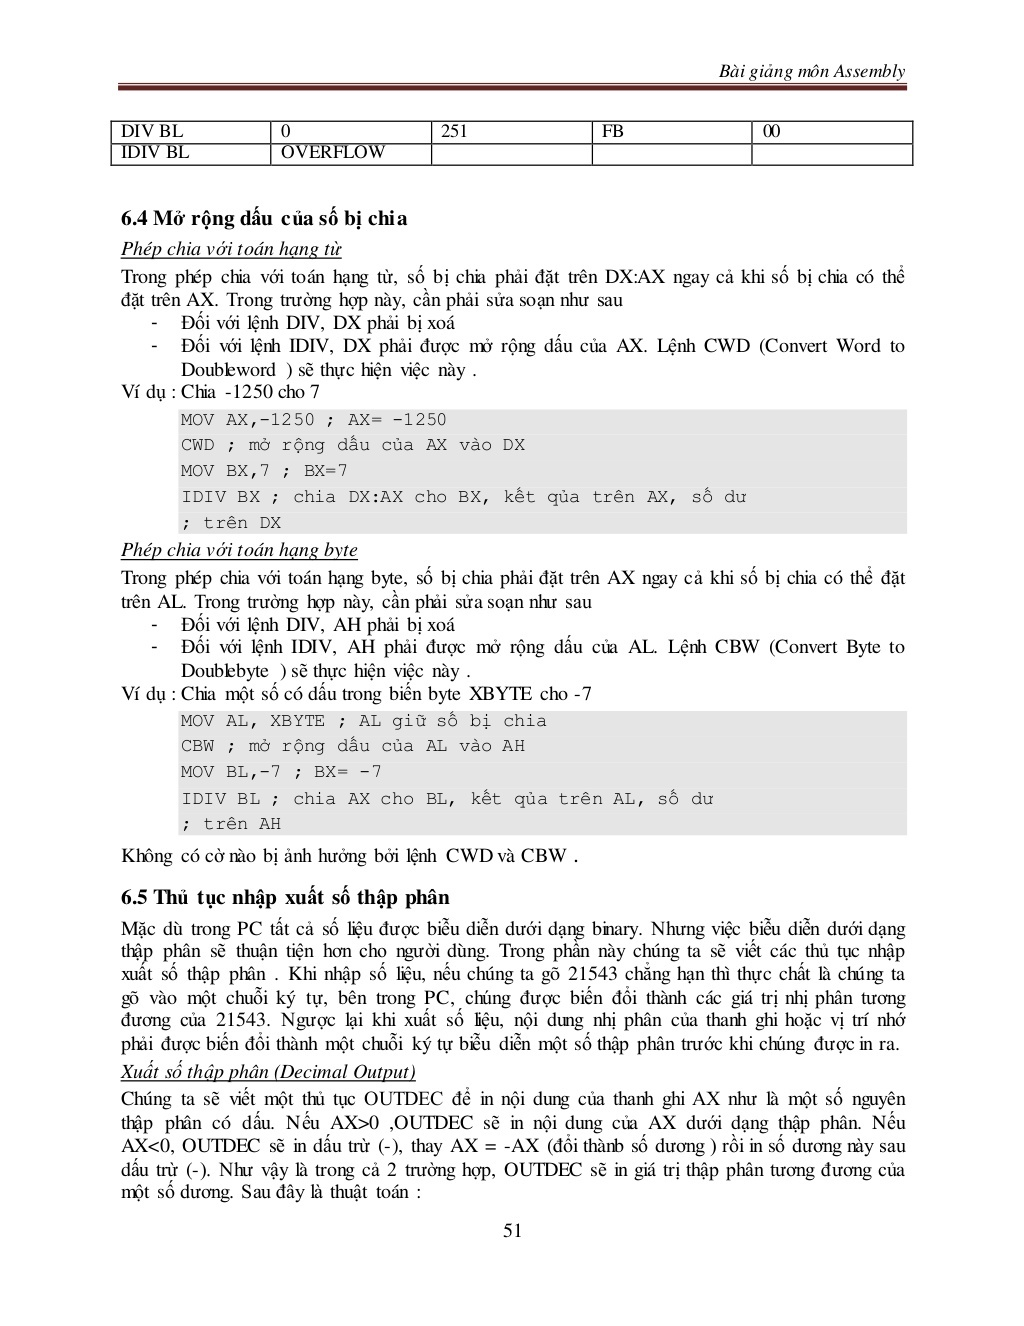 Bài giảng môn Assembly
DIV BL 0 251 FB 00
IDIV BL OVERFLOW
6.4 Mở rộng dấu của số bị chia
Phép chia với toán hạng từ
Trong phép chia với toán hạng từ, số bị chia phải đặt trên DX:AX ngay cả khi số bị chia có thể
đặt trên AX. Trong trường hợp này, cần phải sửa soạn như sau
- Đối với lệnh DIV, DX phải bị xoá
- Đối với lệnh IDIV, DX phải được mở rộng dấu của AX. Lệnh CWD (Convert Word to
Doubleword ) sẽ thực hiện việc này .
Ví dụ : Chia -1250 cho 7
MOV AX,-1250 ; AX= -1250
CWD ; mở rộng dấu của AX vào DX
MOV BX,7 ; BX=7
IDIV BX ; chia DX:AX cho BX, kết qủa trên AX, số dư
; trên DX
Phép chia với toán hạng byte
Trong phép chia với toán hạng byte, số bị chia phải đặt trên AX ngay cả khi số bị chia có thể đặt
trên AL. Trong trường hợp này, cần phải sửa soạn như sau
- Đối với lệnh DIV, AH phải bị xoá
- Đối với lệnh IDIV, AH phải được mở rộng dấu của AL. Lệnh CBW (Convert Byte to
Doublebyte ) sẽ thực hiện việc này .
Ví dụ : Chia một số có dấu trong biến byte XBYTE cho -7
MOV AL, XBYTE ; AL giữ số bị chia
CBW ; mở rộng dấu của AL vào AH
MOV BL,-7 ; BX= -7
IDIV BL ; chia AX cho BL, kết qủa trên AL, số dư
; trên AH
Không có cờ nào bị ảnh hưởng bởi lệnh CWD và CBW .
6.5 Thủ tục nhập xuất số thập phân
Mặc dù trong PC tất cả số liệu được biễu diễn dưới dạng binary. Nhưng việc biễu diễn dưới dạng
thập phân sẽ thuận tiện hơn cho người dùng. Trong phần này chúng ta sẽ viết các thủ tục nhập
xuất số thập phân . Khi nhập số liệu, nếu chúng ta gõ 21543 chẳng hạn thì thực chất là chúng ta
gõ vào một chuỗi ký tự, bên trong PC, chúng được biến đổi thành các giá trị nhị phân tương
đương của 21543. Ngược lại khi xuất số liệu, nội dung nhị phân của thanh ghi hoặc vị trí nhớ
phải được biến đổi thành một chuỗi ký tự biễu diễn một số thập phân trước khi chúng được in ra.
Xuất số thập phân (Decimal Output)
Chúng ta sẽ viết một thủ tục OUTDEC để in nội dung của thanh ghi AX như là một số nguyên
thập phân có dấu. Nếu AX>0 ,OUTDEC sẽ in nội dung của AX dưới dạng thập phân. Nếu
AX<0, OUTDEC sẽ in dấu trừ (-), thay AX = -AX (đổi thành số dương ) rồi in số dương này sau
dấu trừ (-). Như vậy là trong cả 2 trường hợp, OUTDEC sẽ in giá trị thập phân tương đương của
một số dương. Sau đây là thuật toán :
51